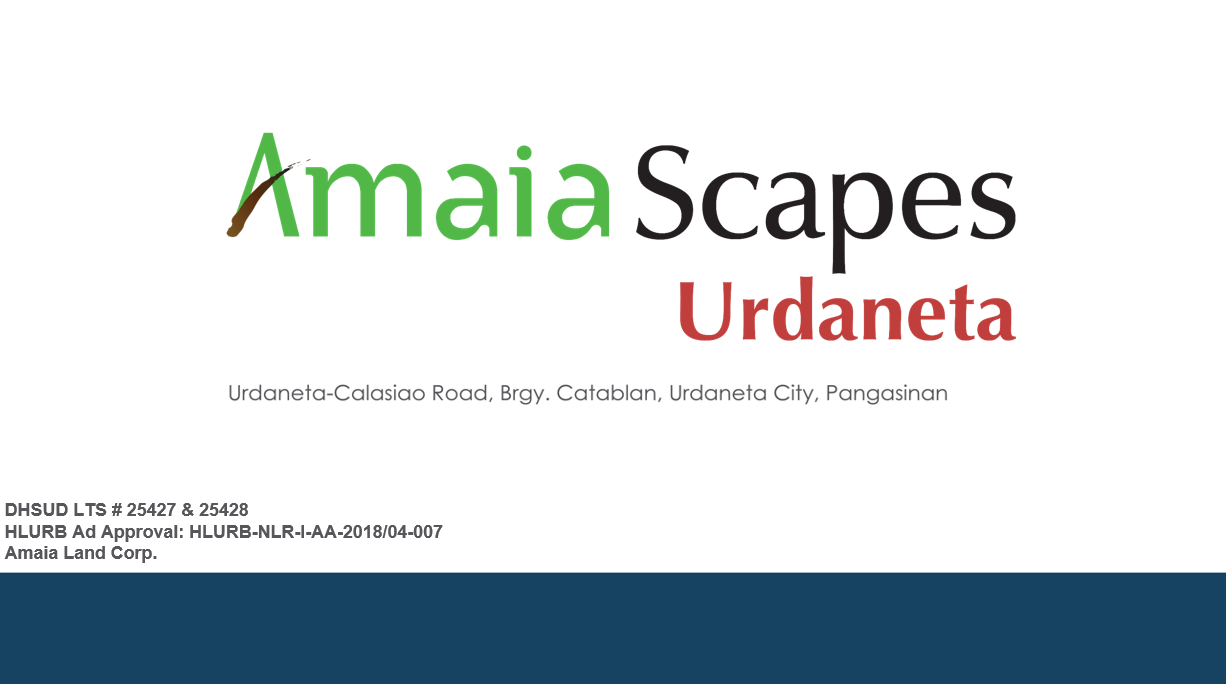 Amaia Scapes
Urdaneta
Urdaneta-Calasiao Road, Brgy. Catablan, Urdaneta City, Pangasinan
DHSUD LTS # 25427 & 25428
HLURB Ad Approval: HLURB-NLR-I-AA-2018/04-007
Amaia Land Corp.